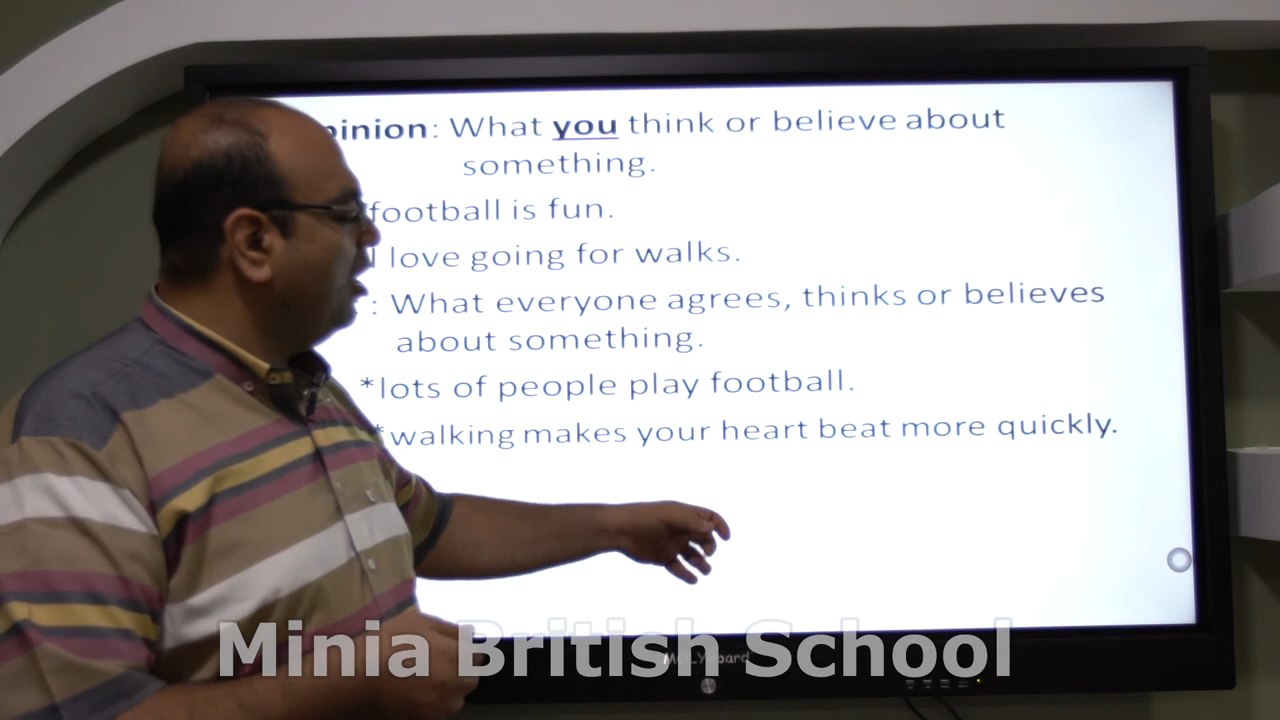 pinion: What you think or believe about
something.
football is fun.
I love going for walks.
: What everyone agrees, thinks or believes
about something.
*lots of people play football.
*walking makes your heart beat more quickly.
Minia British School